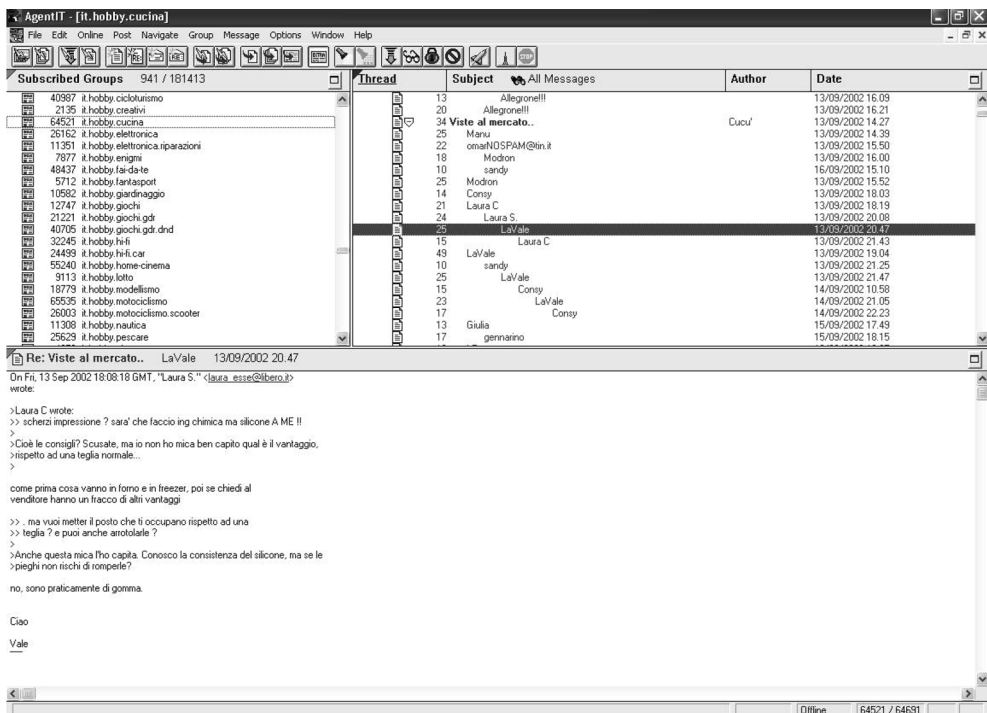 AgentIT - [it.hobby.cucina]
File Edit Online Post Navigate Group Message Options Window Help
Subscribed Groups 941 / 181413
40987 it.hobby.cicloturismo
2135 it.hobby.creativi
64521 it.hobby.cucina
26162 it.hobby.elettronica
11351 it.hobby.elettronica.riparazioni
7877 it.hobby.enigmi
48437 it.hobby.fai-da-te
5712 it.hobby.fantasport
10582 it.hobby.giardinaggio
12747 it.hobby.giochi
21221 it.hobby.giochi.gdr
40705 it.hobby.giochi.gdr.dnd
32245 it.hobby.hi-fi
24499 it.hobby.hi-fi.car
55240 it.hobby.home-cinema
9113 it.hobby.lotto
18779 it.hobby.modellismo
65535 it.hobby.motociclismo
26003 it.hobby.motociclismo.scooter
11308 it.hobby.nautica
25629 it.hobby.pescare
Thread Subject All Messages Author Date
13 Allegrone!!! 13/09/2002 16.09
20 Allegrone!!! 13/09/2002 16.21
34 Viste al mercato.. Cucu' 13/09/2002 14.27
25 Manu 13/09/2002 14.39
22 omarNOSPAM@tin.it 13/09/2002 15.50
18 Modron 13/09/2002 16.00
10 sandy 16/09/2002 15.10
25 Modron 13/09/2002 15.52
14 Consy 13/09/2002 18.03
21 Laura C 13/09/2002 18.19
24 Laura S. 13/09/2002 20.08
25 LaVale 13/09/2002 20.47
15 Laura C 13/09/2002 21.43
49 LaVale 13/09/2002 19.04
10 sandy 13/09/2002 21.25
25 LaVale 13/09/2002 21.47
15 Consy 14/09/2002 10.58
23 LaVale 14/09/2002 21.05
17 Consy 14/09/2002 22.23
13 Giulia 15/09/2002 17.49
17 gennarino 15/09/2002 18.15
Re: Viste al mercato.. LaVale 13/09/2002 20.47
On Fri, 13 Sep 2002 18:08:18 GMT, "Laura S." <laura_esse@libero.it>
wrote:
>Laura C wrote:
>> scherzi impressione ? sara' che faccio ing chimica ma silicone A ME !!
>
>Cioè le consigli? Scusate, ma io non ho mica ben capito qual è il vantaggio,
>rispetto ad una teglia normale...
>
come prima cosa vanno in forno e in freezer, poi se chiedi al
venditore hanno un fracco di altri vantaggi
>> . ma vuoi metter il posto che ti occupano rispetto ad una
>> teglia ? e puoi anche arrotolarle ?
>
>Anche questa mica l'ho capita. Conosco la consistenza del silicone, ma se le
>pieghi non rischi di romperle?
no, sono praticamente di gomma.
Ciao
Vale
Offline 64521 / 64691